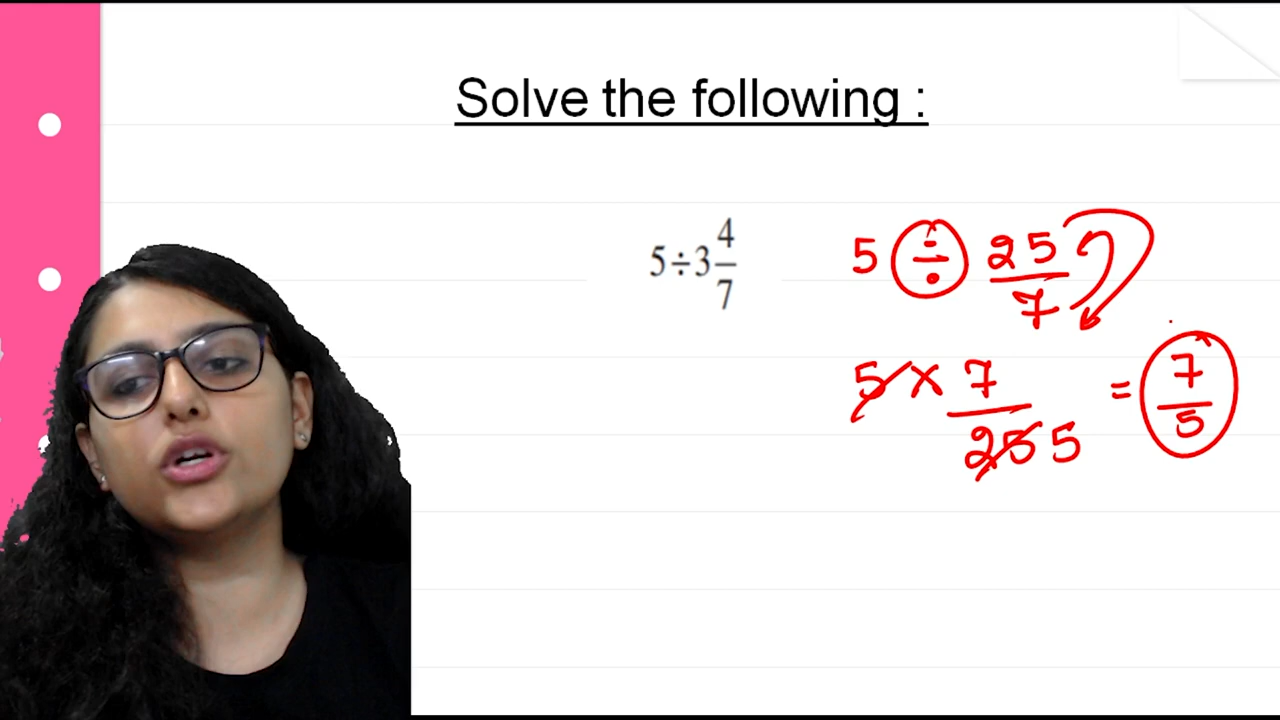 Solve the following :
5÷3 4/7
5 ÷ 25/7
5 × 7/25 5 = 7/5